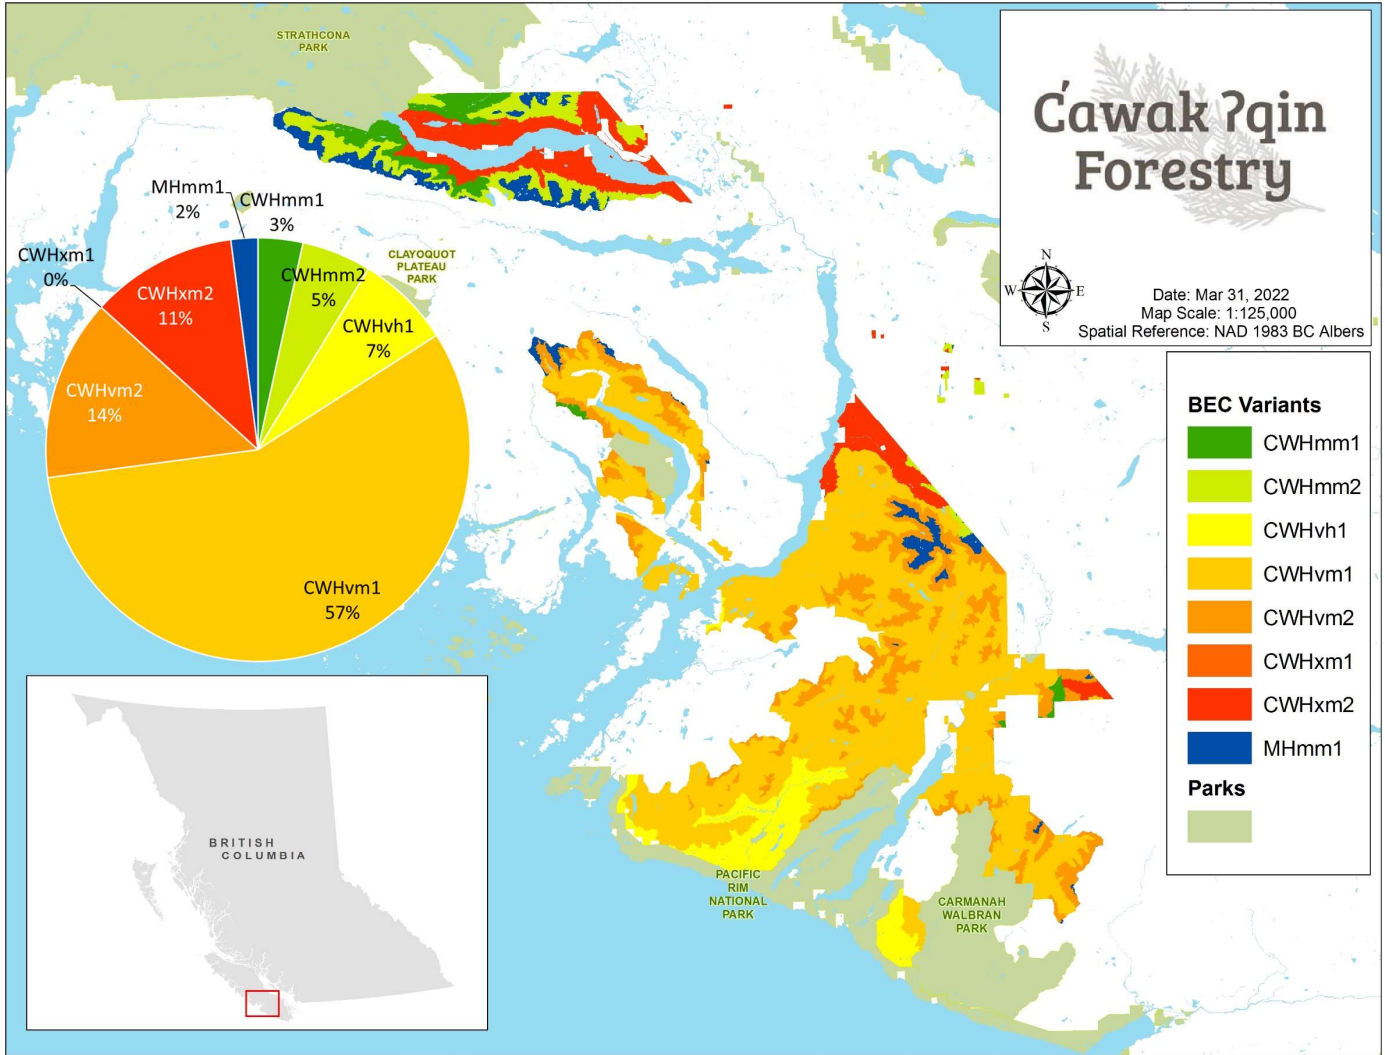 STRATHCONA
PARK
C̓awak ʔqin
Forestry
N
W
E
S
Date: Mar 31, 2022
Map Scale: 1:125,000
Spatial Reference: NAD 1983 BC Albers
MHmm1
2%
CWHmm1
3%
CWHxm1
0%
CWHxm2
11%
CWHmm2
5%
CLAYOQUOT
PLATEAU
PARK
CWHvh1
7%
CWHvm2
14%
CWHvm1
57%
BEC Variants
CWHmm1
CWHmm2
CWHvh1
CWHvm1
CWHvm2
CWHxm1
CWHxm2
MHmm1
Parks
BRITISH
COLUMBIA
PACIFIC
RIM
NATIONAL
PARK
CARMANAH
WALBRAN
PARK